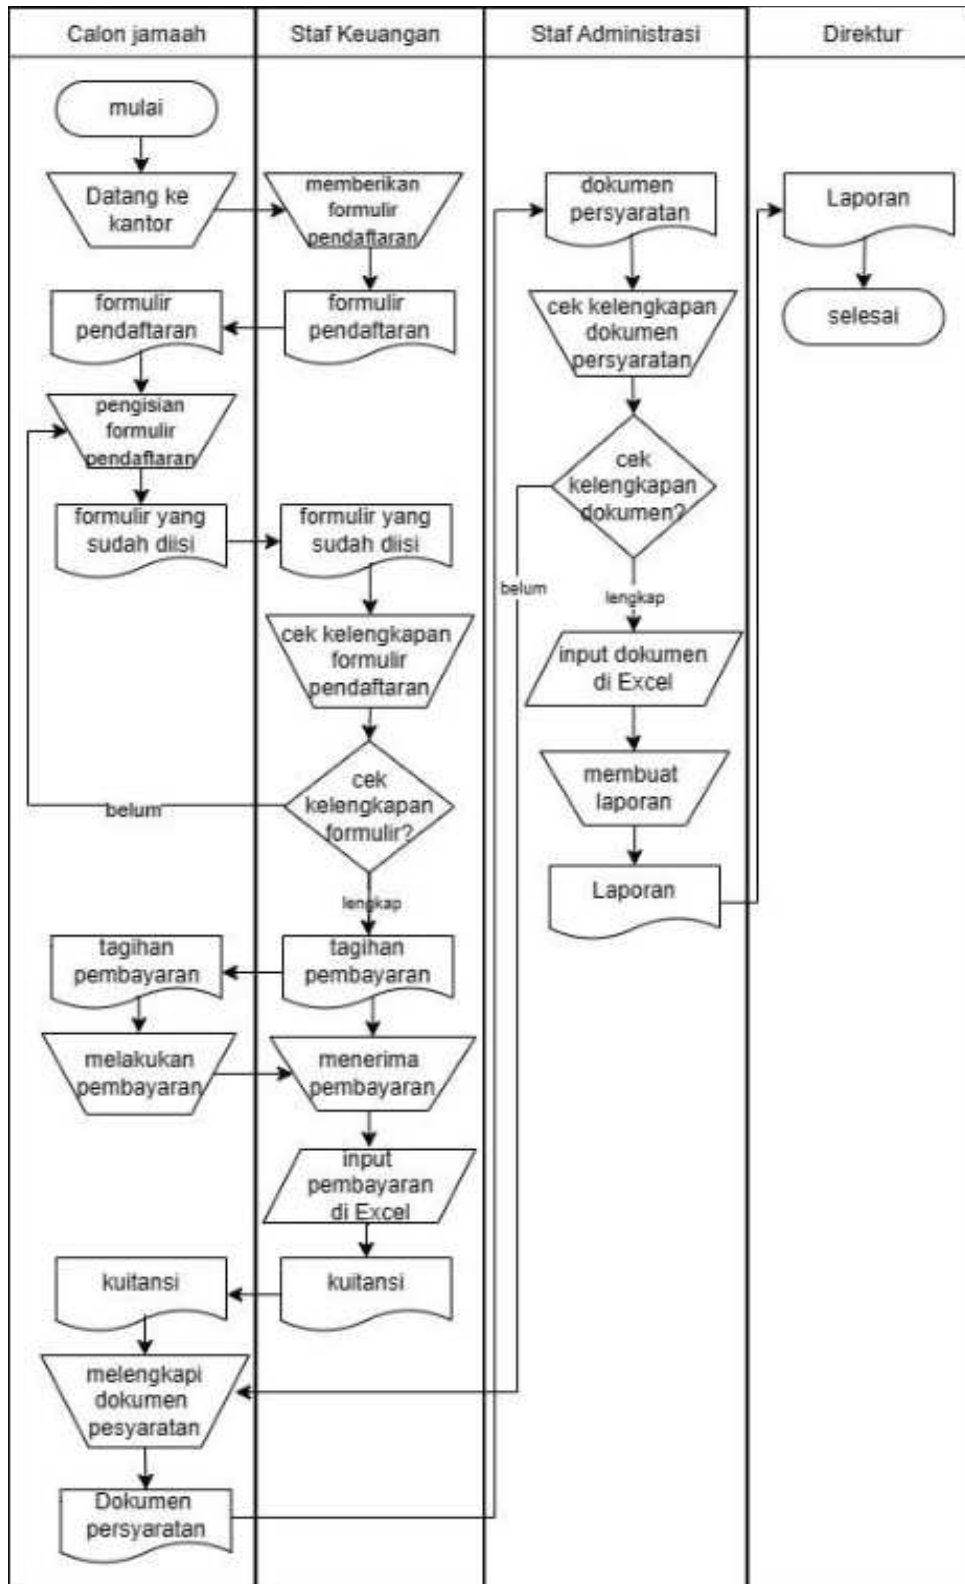 Calon jamaah
Staf Keuangan
Staf Administrasi
Direktur
mulai
Datang ke
kantor
memberikan
formulir
pendaftaran
dokumen
persyaratan
Laporan
formulir
pendaftaran
formulir
pendaftaran
cek kelengkapan
dokumen
persyaratan
selesai
pengisian
formulir
pendaftaran
cek
kelengkapan
dokumen?
formulir yang
sudah diisi
formulir yang
sudah diisi
belum
lengkap
cek kelengkapan
formulir
pendaftaran
input dokumen
di Excel
cek
kelengkapan
formulir?
belum
membuat
laporan
lengkap
Laporan
tagihan
pembayaran
tagihan
pembayaran
melakukan
pembayaran
menerima
pembayaran
input
pembayaran
di Excel
kuitansi
kuitansi
melengkapi
dokumen
pesyaratan
Dokumen
persyaratan